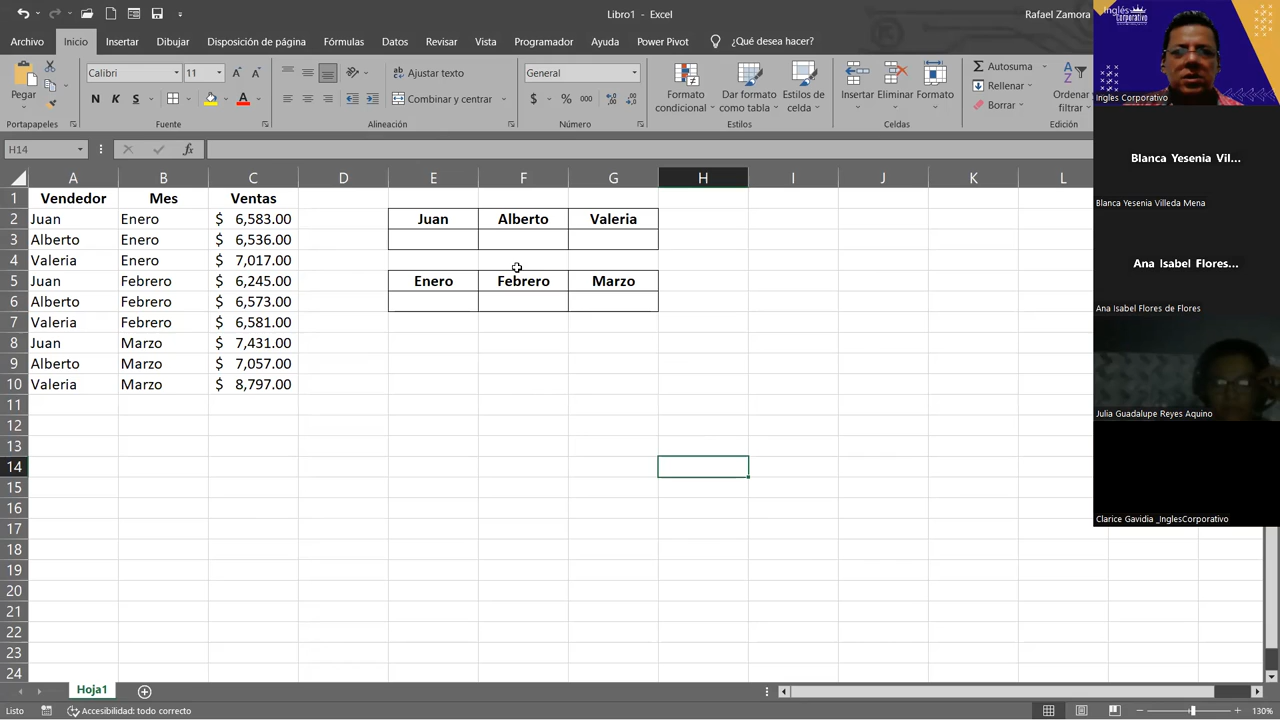 Libro1 - Excel
Rafael Zamora
Archivo Inicio Insertar Dibujar Disposición de página Fórmulas Datos Revisar Vista Programador Ayuda Power Pivot ¿Qué desea hacer?
Pegar
Calibri 11
N K S
Ajustar texto
Combinar y centrar
General
$ % 000
Formato condicional
Dar formato como tabla
Estilos de celda
Insertar Eliminar Formato
Autosuma
Rellenar
Borrar
Ordenar
filtrar
Portapapeles Fuente Alineación Número Estilos Celdas Edición
H14 fx
A B C D E F G H I J K L
1 Vendedor Mes Ventas
2 Juan Enero $ 6,583.00 Juan Alberto Valeria
3 Alberto Enero $ 6,536.00
4 Valeria Enero $ 7,017.00
5 Juan Febrero $ 6,245.00 Enero Febrero Marzo
6 Alberto Febrero $ 6,573.00
7 Valeria Febrero $ 6,581.00
8 Juan Marzo $ 7,431.00
9 Alberto Marzo $ 7,057.00
10 Valeria Marzo $ 8,797.00
11
12
13
14
15
16
17
18
19
20
21
22
23
24
Hoja1
Listo Accesibilidad: todo correcto 130%
Inglés
Corporativo
Ingles Corporativo
Blanca Yesenia Vil...
Blanca Yesenia Villeda Mena
Ana Isabel Flores...
Ana Isabel Flores de Flores
Julia Guadalupe Reyes Aquino
Clarice Gavidia _InglesCorporativo